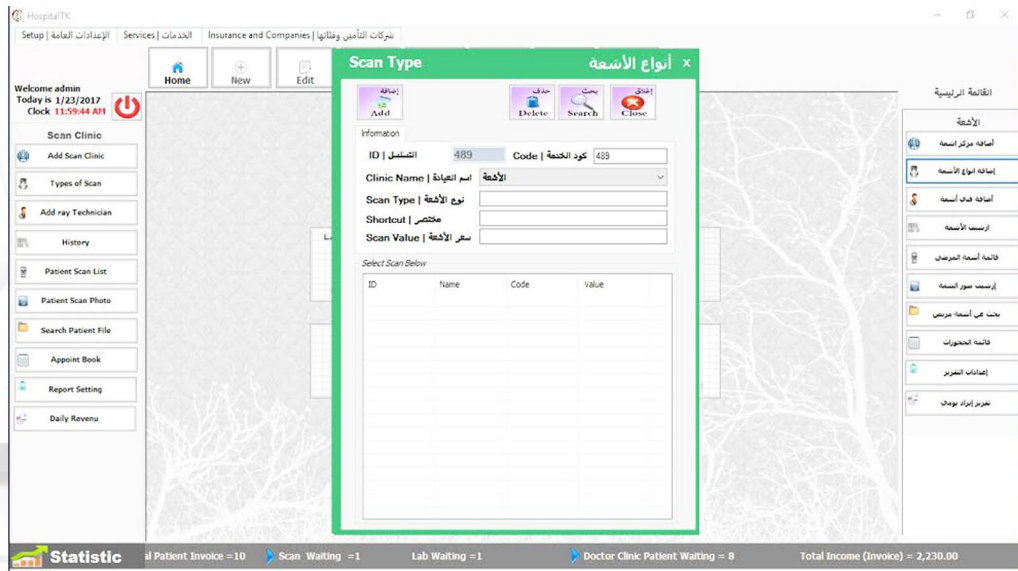 HospitalTK
Setup | الإعدادات العامة
Services | الخدمات
Insurance and Companies | شركات التأمين وفئاتها
Home
New
Edit
Welcome admin
Today is 1/23/2017
Clock 11:59:44 AM
Scan Clinic
Add Scan Clinic
Types of Scan
Add ray Technician
History
Patient Scan List
Patient Scan Photo
Search Patient File
Appoint Book
Report Setting
Daily Revenu
Scan Type
أنواع الأشعة
x
إضافة
Add
حذف
Delete
بحث
Search
إغلاق
Close
Information
ID | التسلسل 489
Code | كود الخدمة 489
Clinic Name | اسم العيادة الأشعة
Scan Type | نوع الأشعة
Shortcut | مختصر
Scan Value | سعر الأشعة
Select Scan Below
ID Name Code Value
القائمة الرئيسية
الأشعة
أضافة مركز اشعة
إضافة انواع الأشعة
أضافة فني أشعة
ارشيف الأشعة
قائمة أشعة المرضى
إرشيف صور الشعة
بحث عن أشعة مريض
قائمة الحجوزات
إعدادات التقرير
تقرير إيراد يومي
Statistic
al Patient Invoice =10
Scan Waiting =1
Lab Waiting =1
Doctor Clinic Patient Waiting = 8
Total Income (Invoice) = 2,230.00